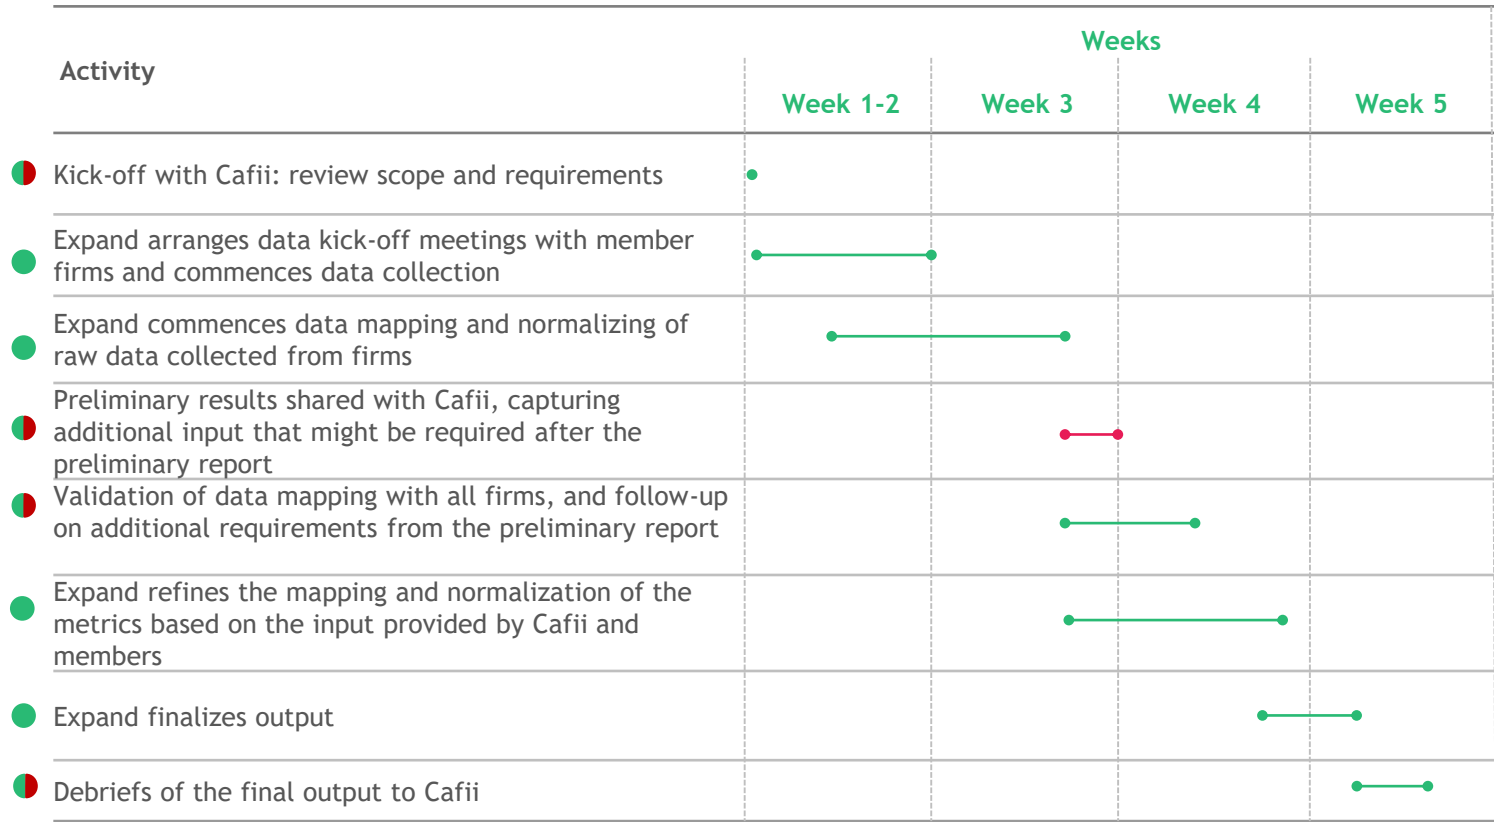 Weeks
Activity
Week 1-2
Week 3
Week 4
Week 5
Kick-off with Cafii: review scope and requirements
Expand arranges data kick-off meetings with member
firms and commences data collection
Expand commences data mapping and normalizing of
raw data collected from firms
Preliminary results shared with Cafii, capturing
additional input that might be required after the
preliminary report
Validation of data mapping with all firms, and follow-up
on additional requirements from the preliminary report
Expand refines the mapping and normalization of the
metrics based on the input provided by Cafii and
members
Expand finalizes output
Debriefs of the final output to Cafii